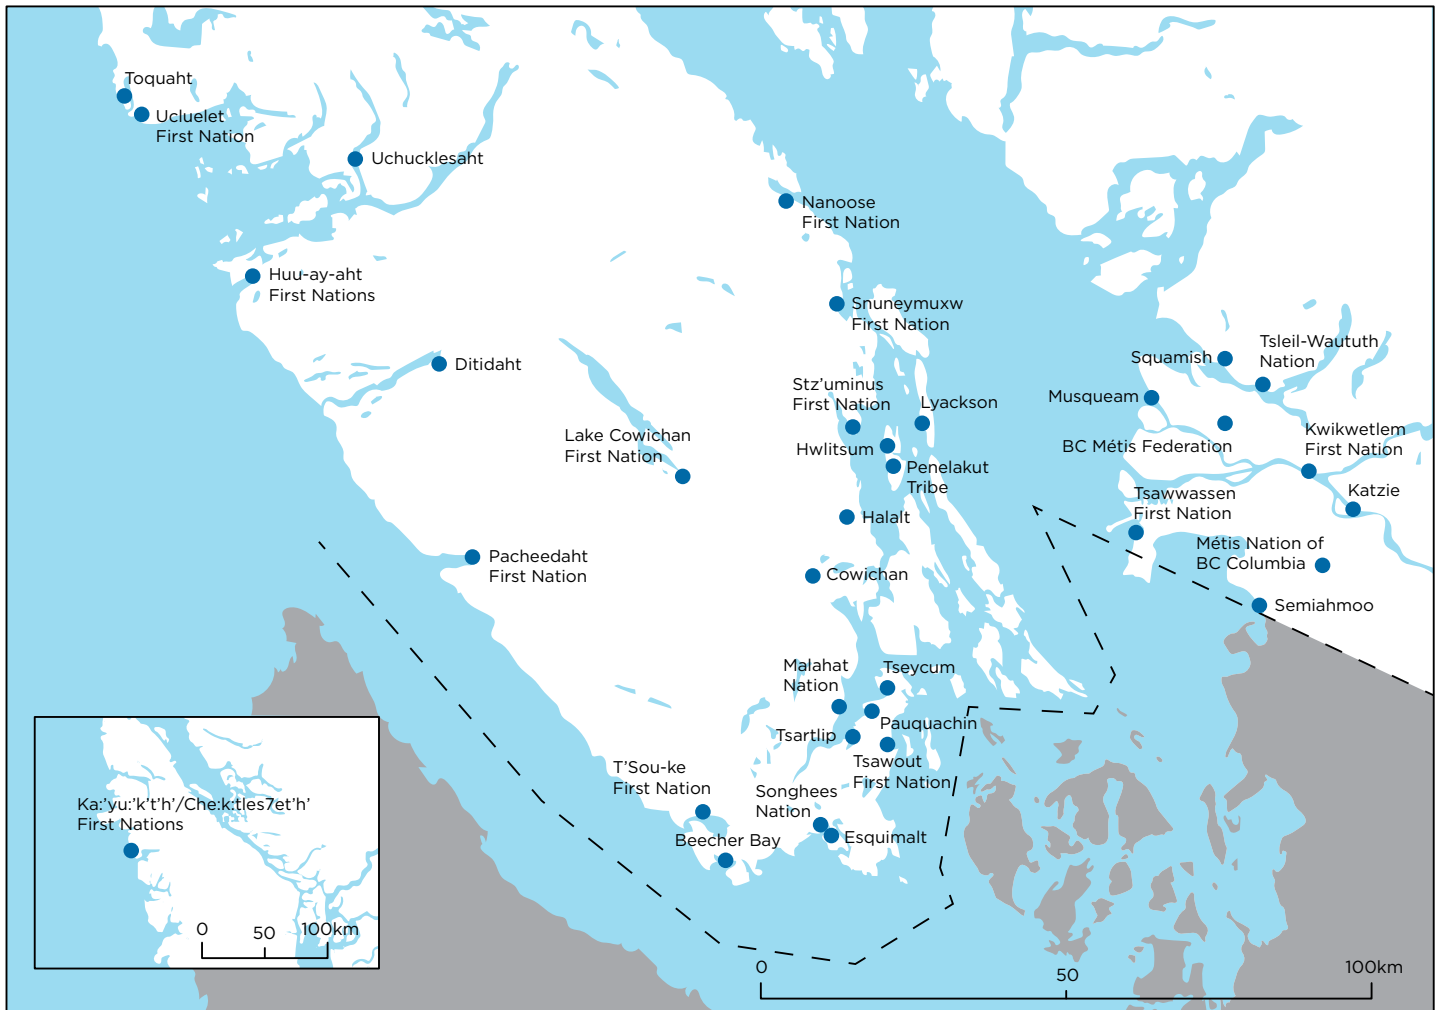 Toquaht
Ucluelet
First Nation
Uchucklesaht
Nanoose
First Nation
Huu-ay-aht
First Nations
Snuneymuxw
First Nation
Ditidaht
Squamish
Tsleil-Waututh
Nation
Musqueam
BC Métis Federation
Kwikwetlem
First Nation
Katzie
Stz’uminus
First Nation
Lyackson
Lake Cowichan
First Nation
Hwlitsum
Penelakut
Tribe
Tsawwassen
First Nation
Halalt
Métis Nation of
BC Columbia
Pacheedaht
First Nation
Cowichan
Semiahmoo
Malahat
Nation
Tseycum
Pauquachin
Tsartlip
Tsawout
First Nation
T’Sou-ke
First Nation
Songhees
Nation
Esquimalt
Beecher Bay
Ka:’yu:’k’t’h’/Che:k:tles7et’h’
First Nations
0 50 100km
0 50 100km